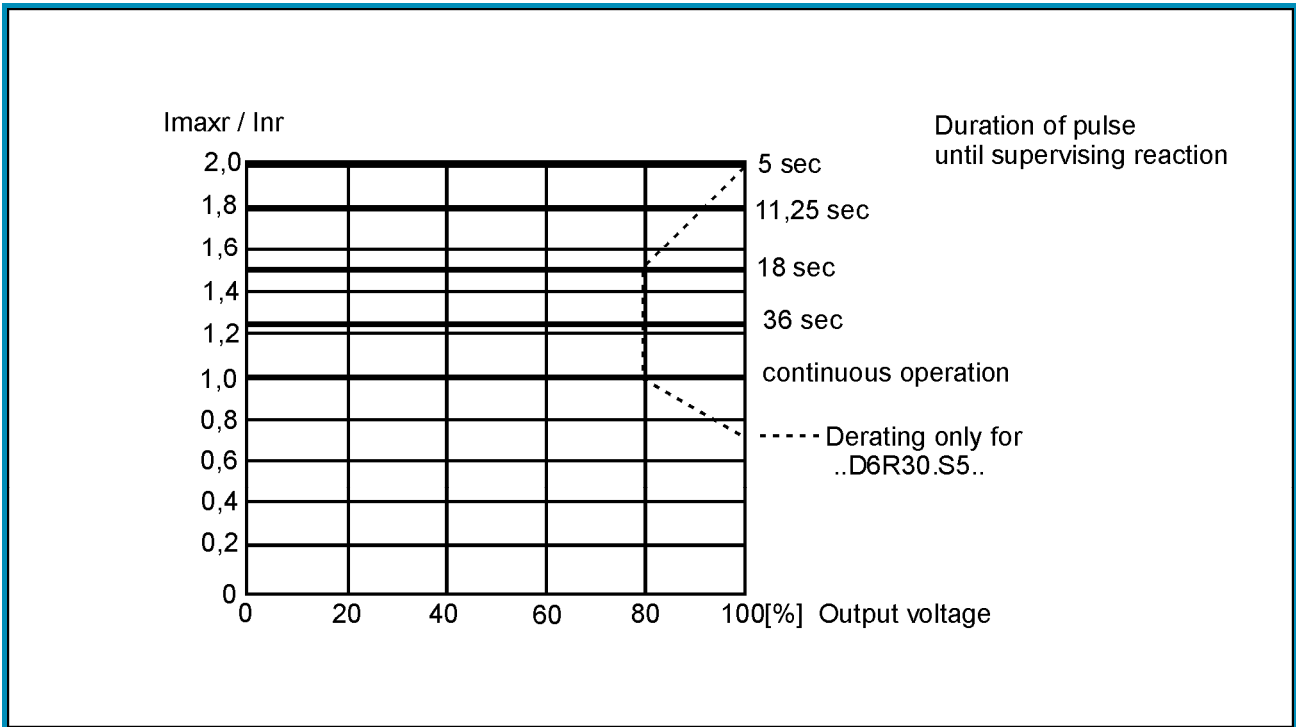 Imaxr / Inr
Duration of pulse
until supervising reaction
2,0
5 sec
1,8
11,25 sec
1,6
18 sec
1,4
36 sec
1,2
1,0
continuous operation
0,8
Derating only for
..D6R30.S5..
0,6
0,4
0,2
0
0 20 40 60 80 100[%] Output voltage